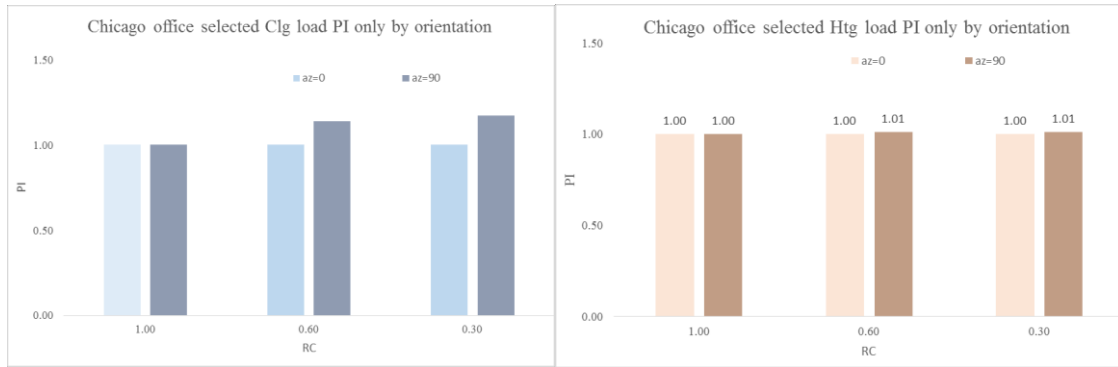 Chicago office selected Clg load PI only by orientation
1.50
az=0 az=90
1.00
PI
0.50
0.00
1.00 0.60 0.30
RC
Chicago office selected Htg load PI only by orientation
1.50
az=0 az=90
1.00 1.00 1.00 1.01 1.00 1.01
1.00
PI
0.50
0.00
1.00 0.60 0.30
RC